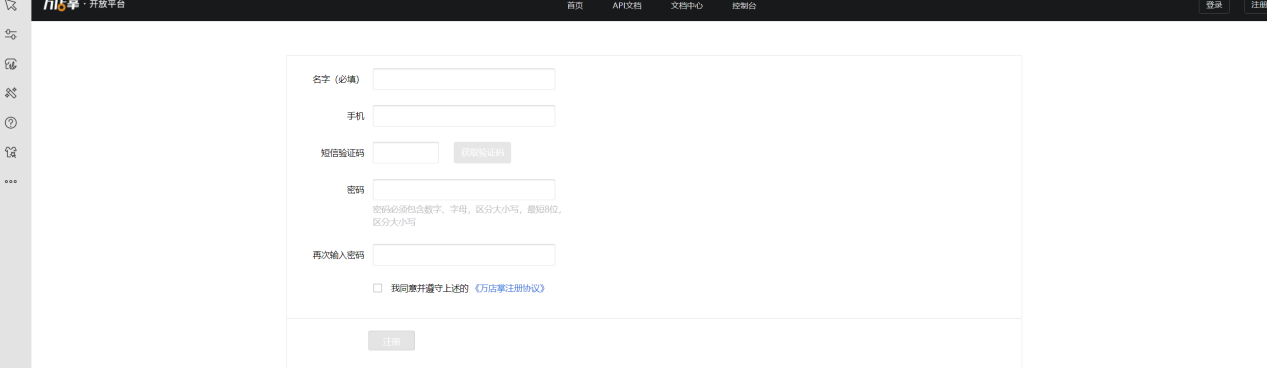 · 开放平台
首页 API文档 文档中心 控制台
登录 注册
名字（必填）
手机
短信验证码 获取验证码
密码
密码必须包含数字、字母，区分大小写，最短8位，
区分大小写
再次输入密码
我同意并遵守上述的 《万店掌注册协议》
注册